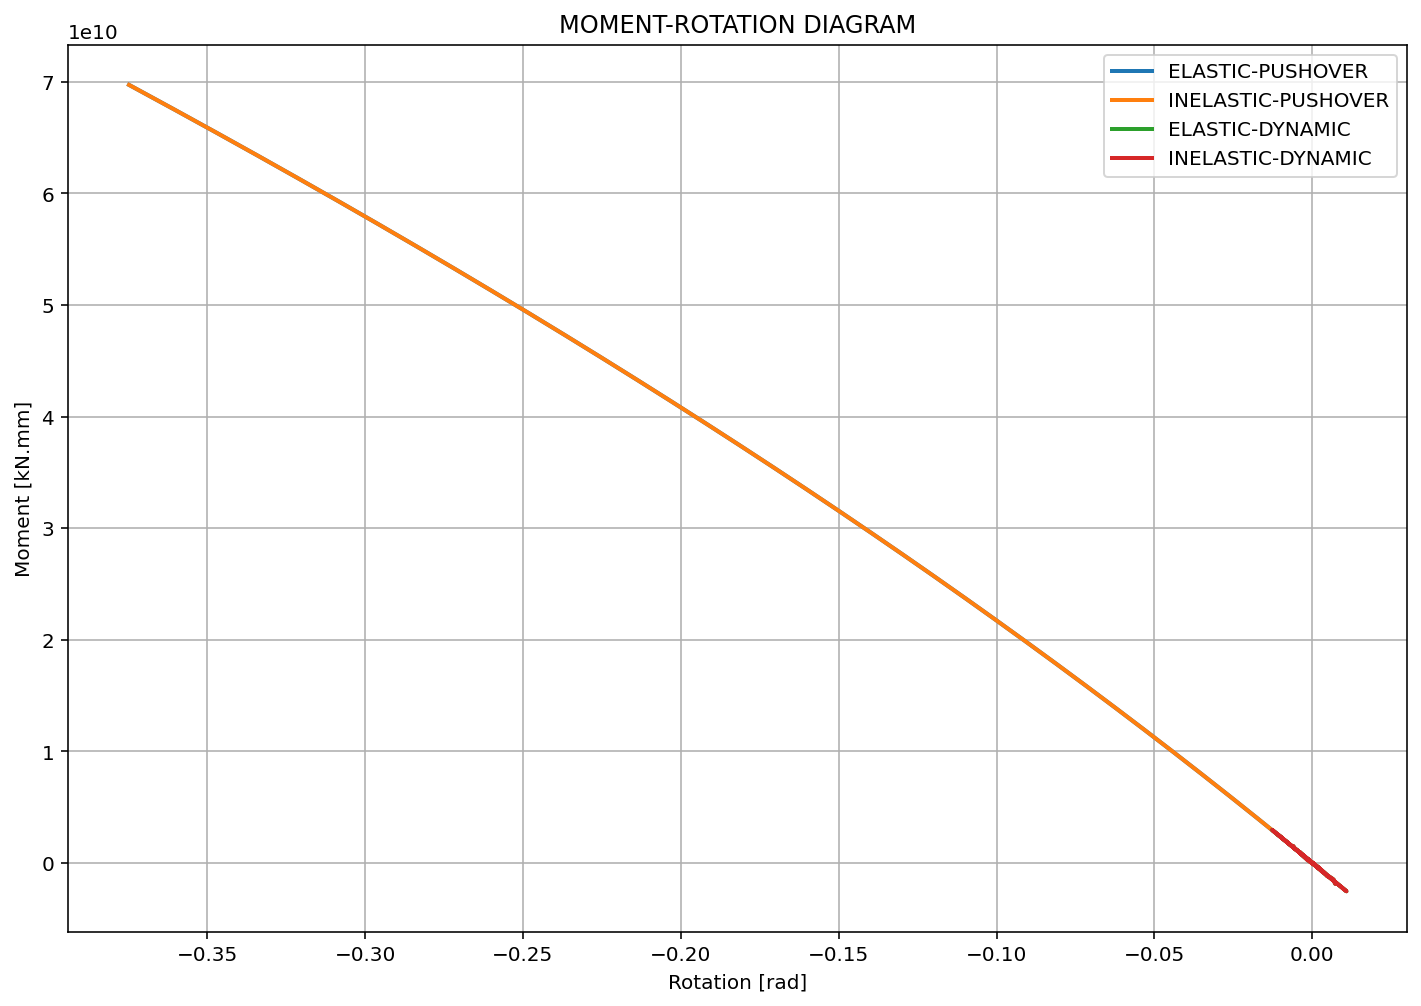 MOMENT-ROTATION DIAGRAM
1e10
7
6
5
4
3
2
1
0
Moment [kN.mm]
ELASTIC-PUSHOVER
INELASTIC-PUSHOVER
ELASTIC-DYNAMIC
INELASTIC-DYNAMIC
−0.35 −0.30 −0.25 −0.20 −0.15 −0.10 −0.05 0.00
Rotation [rad]